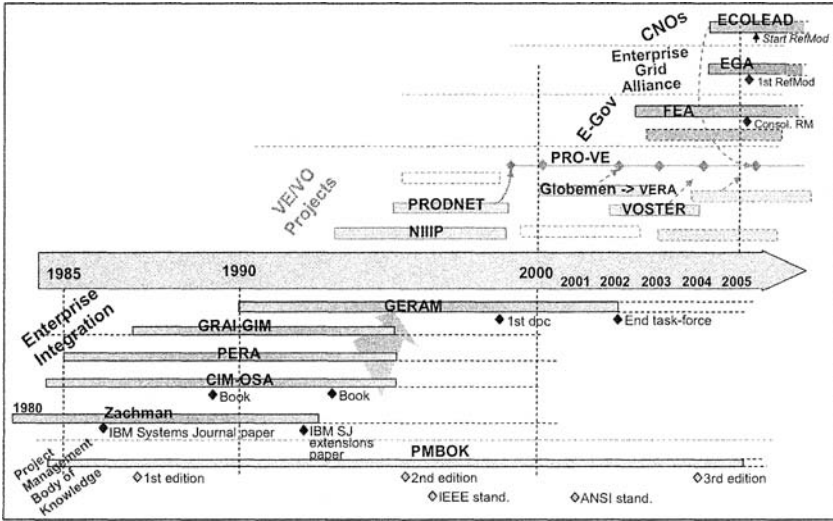 CNOs
ECOLEAD
Start RefMod
Enterprise
Grid
Alliance
EGA
1st RefMod
E-Gov
FEA
Consol. RM
PRO-VE
VE/VO
Projects
Globemen -> VERA
PRODNET
VOSTER
NIIIP
1985
1990
2000
2001
2002
2003
2004
2005
Enterprise
Integration
GERAM
1st doc
End task-force
GRAI-GIM
PERA
CIM-OSA
Book
Book
1980
Zachman
IBM Systems Journal paper
IBM SJ
extensions
paper
Project
Management
Body of
Knowledge
PMBOK
1st edition
2nd edition
3rd edition
IEEE stand.
ANSI stand.